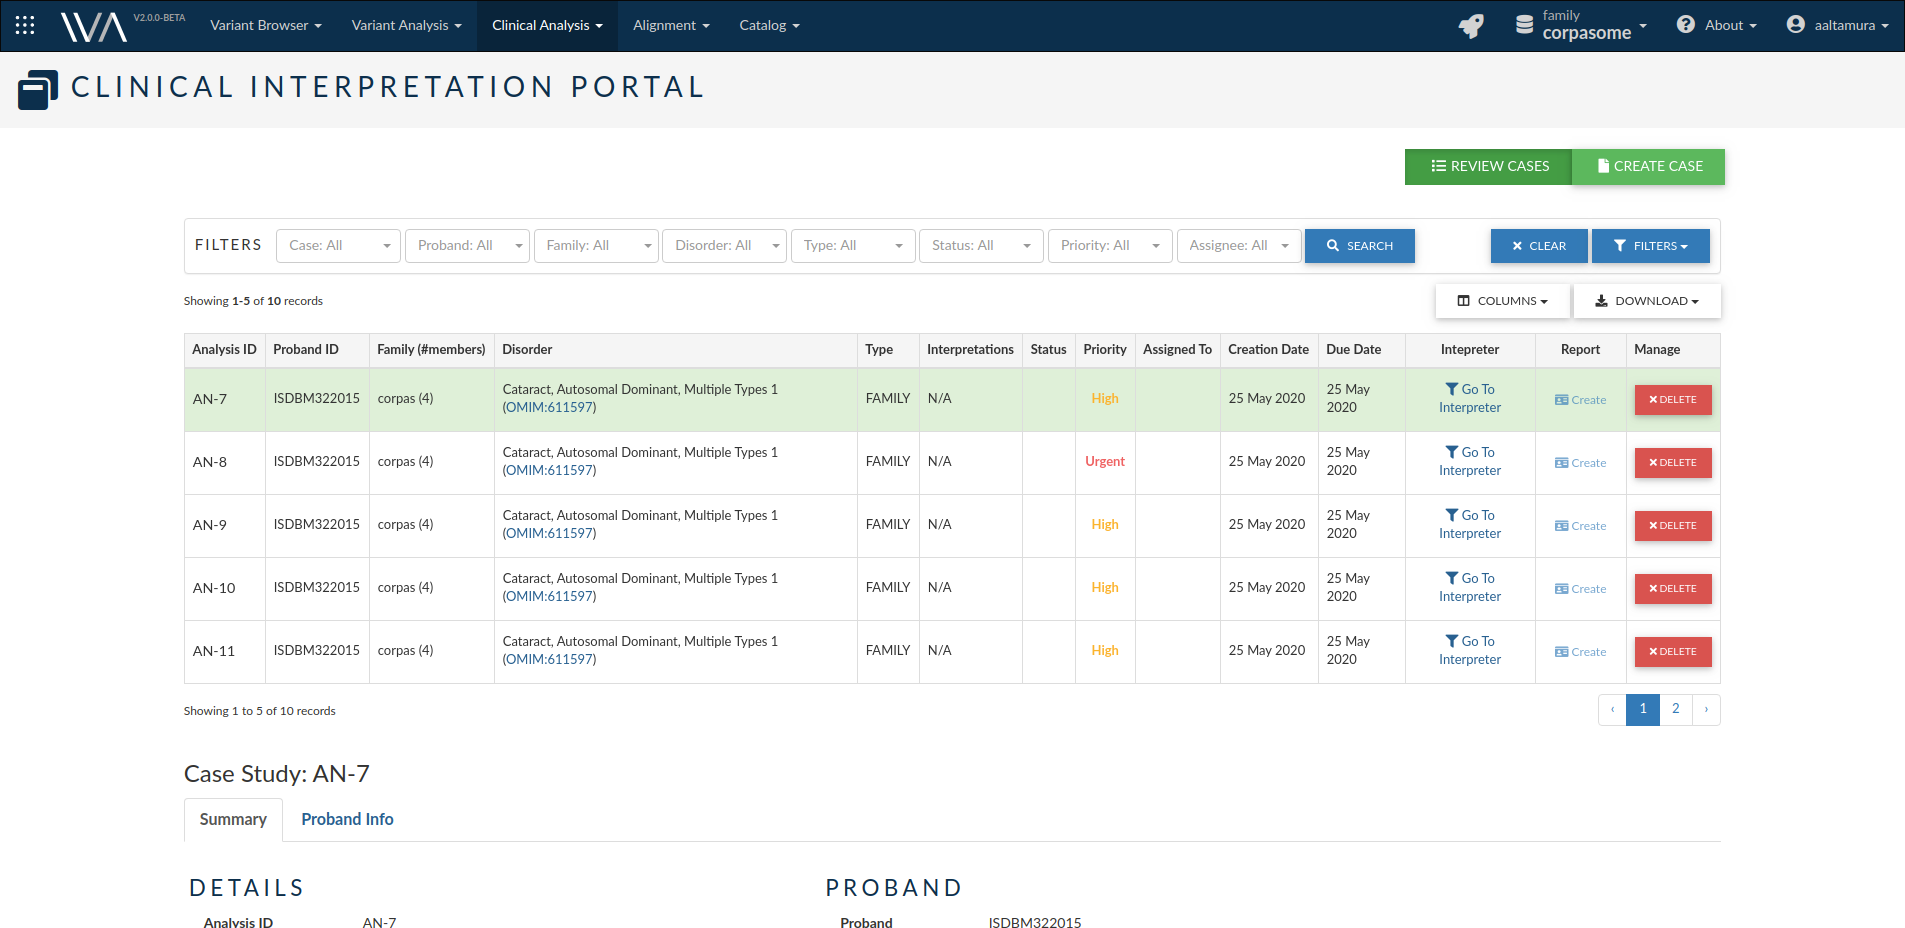 IVA V2.0.0-BETA Variant Browser Variant Analysis Clinical Analysis Alignment Catalog family corpasome About aaltamura
CLINICAL INTERPRETATION PORTAL
REVIEW CASES CREATE CASE
FILTERS Case: All Proband: All Family: All Disorder: All Type: All Status: All Priority: All Assignee: All SEARCH CLEAR FILTERS
Showing 1-5 of 10 records COLUMNS DOWNLOAD
Analysis ID Proband ID Family (#members) Disorder Type Interpretations Status Priority Assigned To Creation Date Due Date Intepreter Report Manage
AN-7 ISDBM322015 corpas (4) Cataract, Autosomal Dominant, Multiple Types 1 (OMIM:611597) FAMILY N/A High 25 May 2020 25 May 2020 Go To Interpreter Create DELETE
AN-8 ISDBM322015 corpas (4) Cataract, Autosomal Dominant, Multiple Types 1 (OMIM:611597) FAMILY N/A Urgent 25 May 2020 25 May 2020 Go To Interpreter Create DELETE
AN-9 ISDBM322015 corpas (4) Cataract, Autosomal Dominant, Multiple Types 1 (OMIM:611597) FAMILY N/A High 25 May 2020 25 May 2020 Go To Interpreter Create DELETE
AN-10 ISDBM322015 corpas (4) Cataract, Autosomal Dominant, Multiple Types 1 (OMIM:611597) FAMILY N/A High 25 May 2020 25 May 2020 Go To Interpreter Create DELETE
AN-11 ISDBM322015 corpas (4) Cataract, Autosomal Dominant, Multiple Types 1 (OMIM:611597) FAMILY N/A High 25 May 2020 25 May 2020 Go To Interpreter Create DELETE
Showing 1 to 5 of 10 records ‹ 1 2 ›
Case Study: AN-7
Summary Proband Info
DETAILS PROBAND
Analysis ID AN-7 Proband ISDBM322015